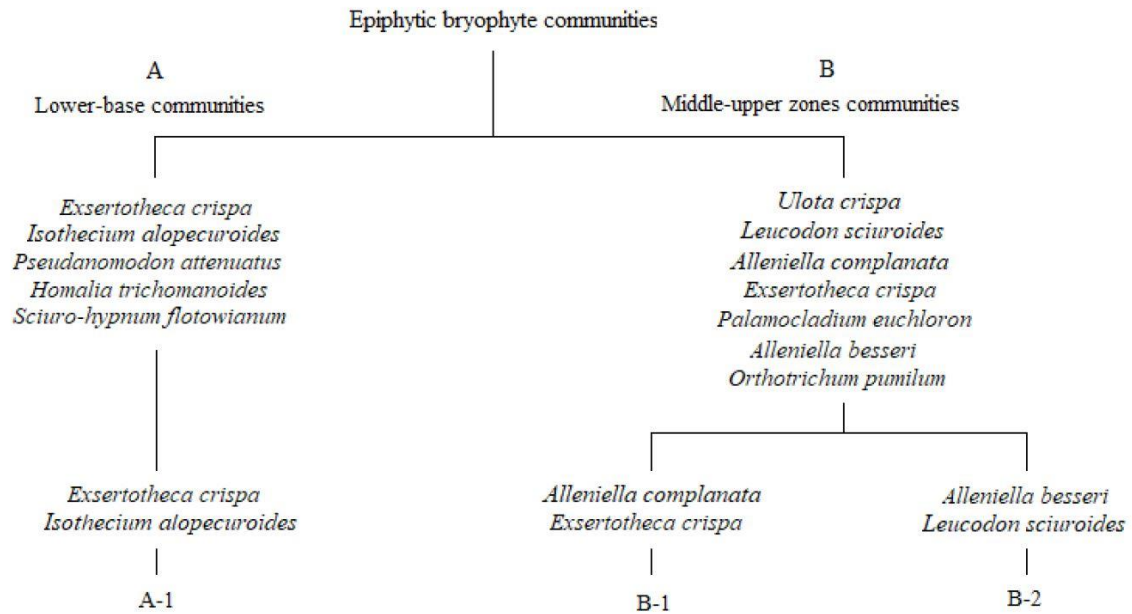 Epiphytic bryophyte communities
A
Lower-base communities
B
Middle-upper zones communities
Exsertotheca crispa
Isothecium alopecuroides
Pseudanomodon attenuatus
Homalia trichomanoides
Sciuro-hypnum flotowianum
Ulota crispa
Leucodon sciuroides
Alleniella complanata
Exsertotheca crispa
Palamocladium euchloron
Alleniella besseri
Orthotrichum pumilum
Exsertotheca crispa
Isothecium alopecuroides
Alleniella complanata
Exsertotheca crispa
Alleniella besseri
Leucodon sciuroides
A-1
B-1
B-2